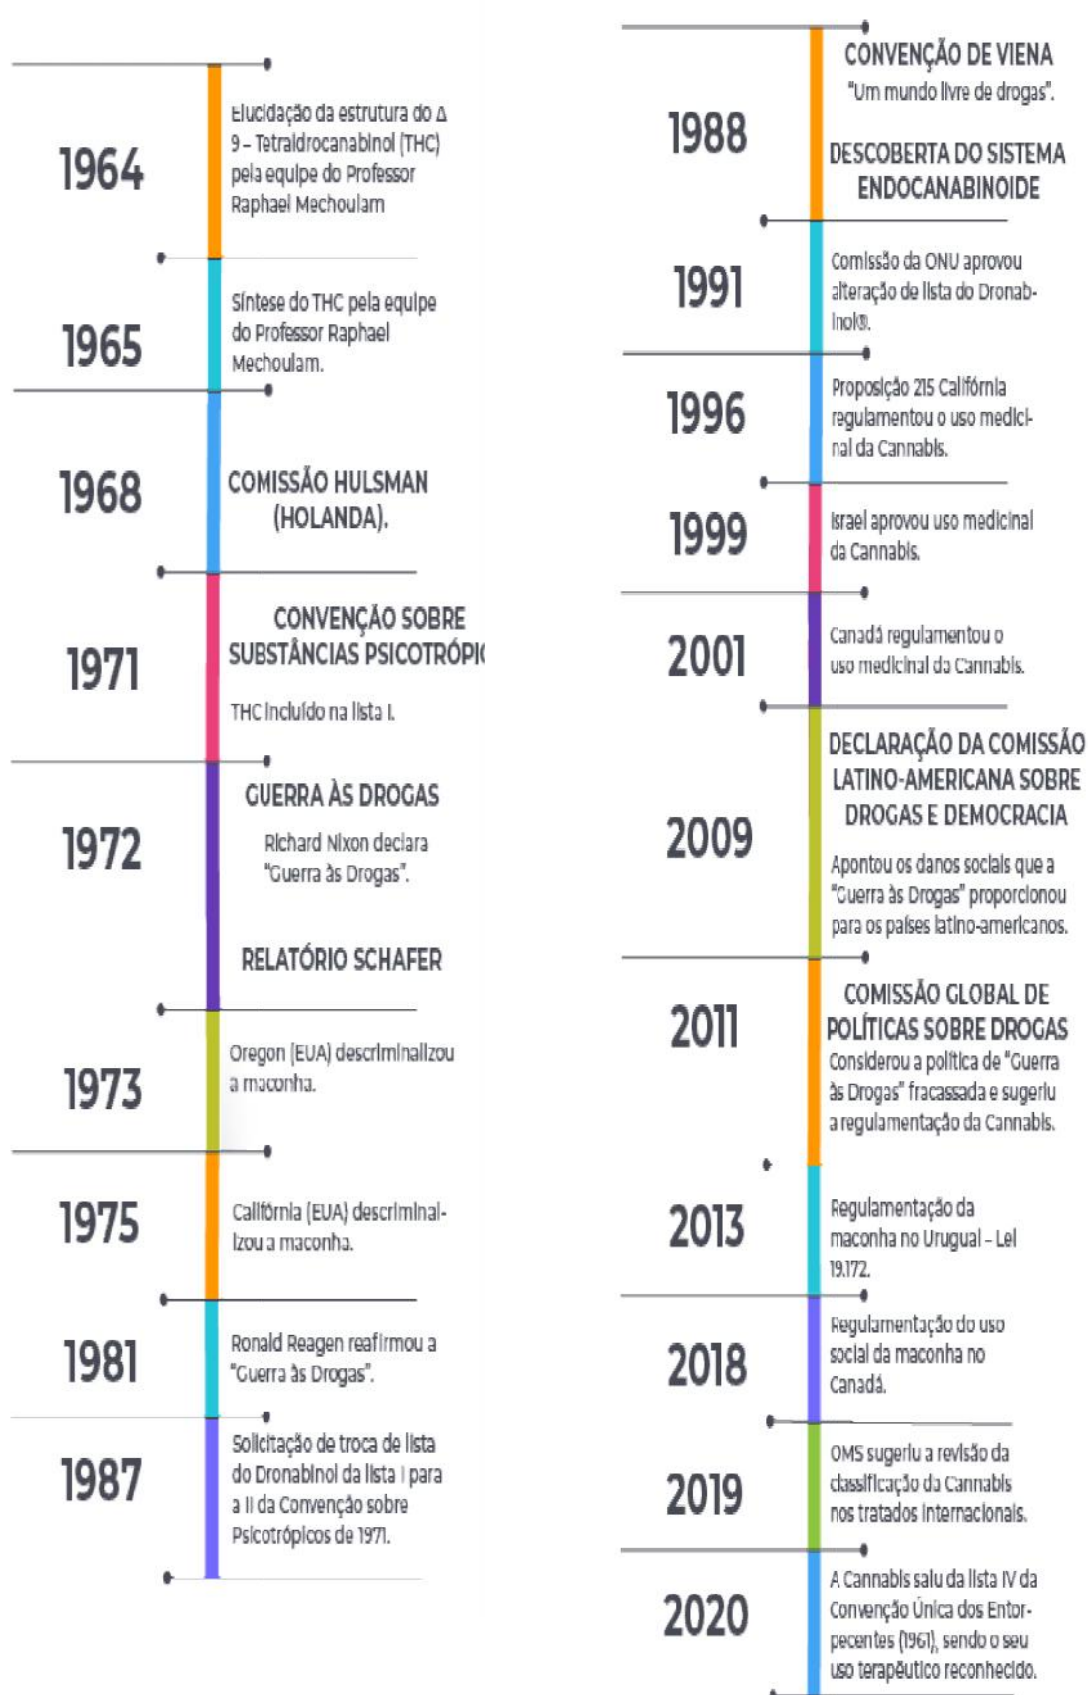 1964
Elucidação da estrutura do Δ
9 – Tetraidrocanabinol (THC)
pela equipe do Professor
Raphael Mechoulam
1965
Síntese do THC pela equipe
do Professor Raphael
Mechoulam.
1968
COMISSÃO HULSMAN
(HOLANDA).
1971
CONVENÇÃO SOBRE
SUBSTÂNCIAS PSICOTRÓPIC
THC incluído na lista I.
1972
GUERRA ÀS DROGAS
Richard Nixon declara
“Guerra às Drogas”.
RELATÓRIO SCHAFER
1973
Oregon (EUA) descriminalizou
a maconha.
1975
Califórnia (EUA) descriminal-
izou a maconha.
1981
Ronald Reagen reafirmou a
“Guerra às Drogas”.
1987
Solicitação de troca de lista
do Dronabinol da lista I para
a II da Convenção sobre
Psicotrópicos de 1971.
1988
CONVENÇÃO DE VIENA
“Um mundo livre de drogas”.
DESCOBERTA DO SISTEMA
ENDOCANABINOIDE
1991
Comissão da ONU aprovou
alteração de lista do Dronab-
inol®.
1996
Proposição 215 Califórnia
regulamentou o uso medici-
nal da Cannabis.
1999
Israel aprovou uso medicinal
da Cannabis.
2001
Canadá regulamentou o
uso medicinal da Cannabis.
2009
DECLARAÇÃO DA COMISSÃO
LATINO-AMERICANA SOBRE
DROGAS E DEMOCRACIA
Apontou os danos sociais que a
“Guerra às Drogas” proporcionou
para os países latino-americanos.
2011
COMISSÃO GLOBAL DE
POLÍTICAS SOBRE DROGAS
Considerou a política de “Guerra
às Drogas” fracassada e sugeriu
a regulamentação da Cannabis.
2013
Regulamentação da
maconha no Uruguai – Lei
19.172.
2018
Regulamentação do uso
social da maconha no
Canadá.
2019
OMS sugeriu a revisão da
classificação da Cannabis
nos tratados internacionais.
2020
A Cannabis saiu da lista IV da
Convenção Única dos Entor-
pecentes (1961), sendo o seu
uso terapêutico reconhecido.